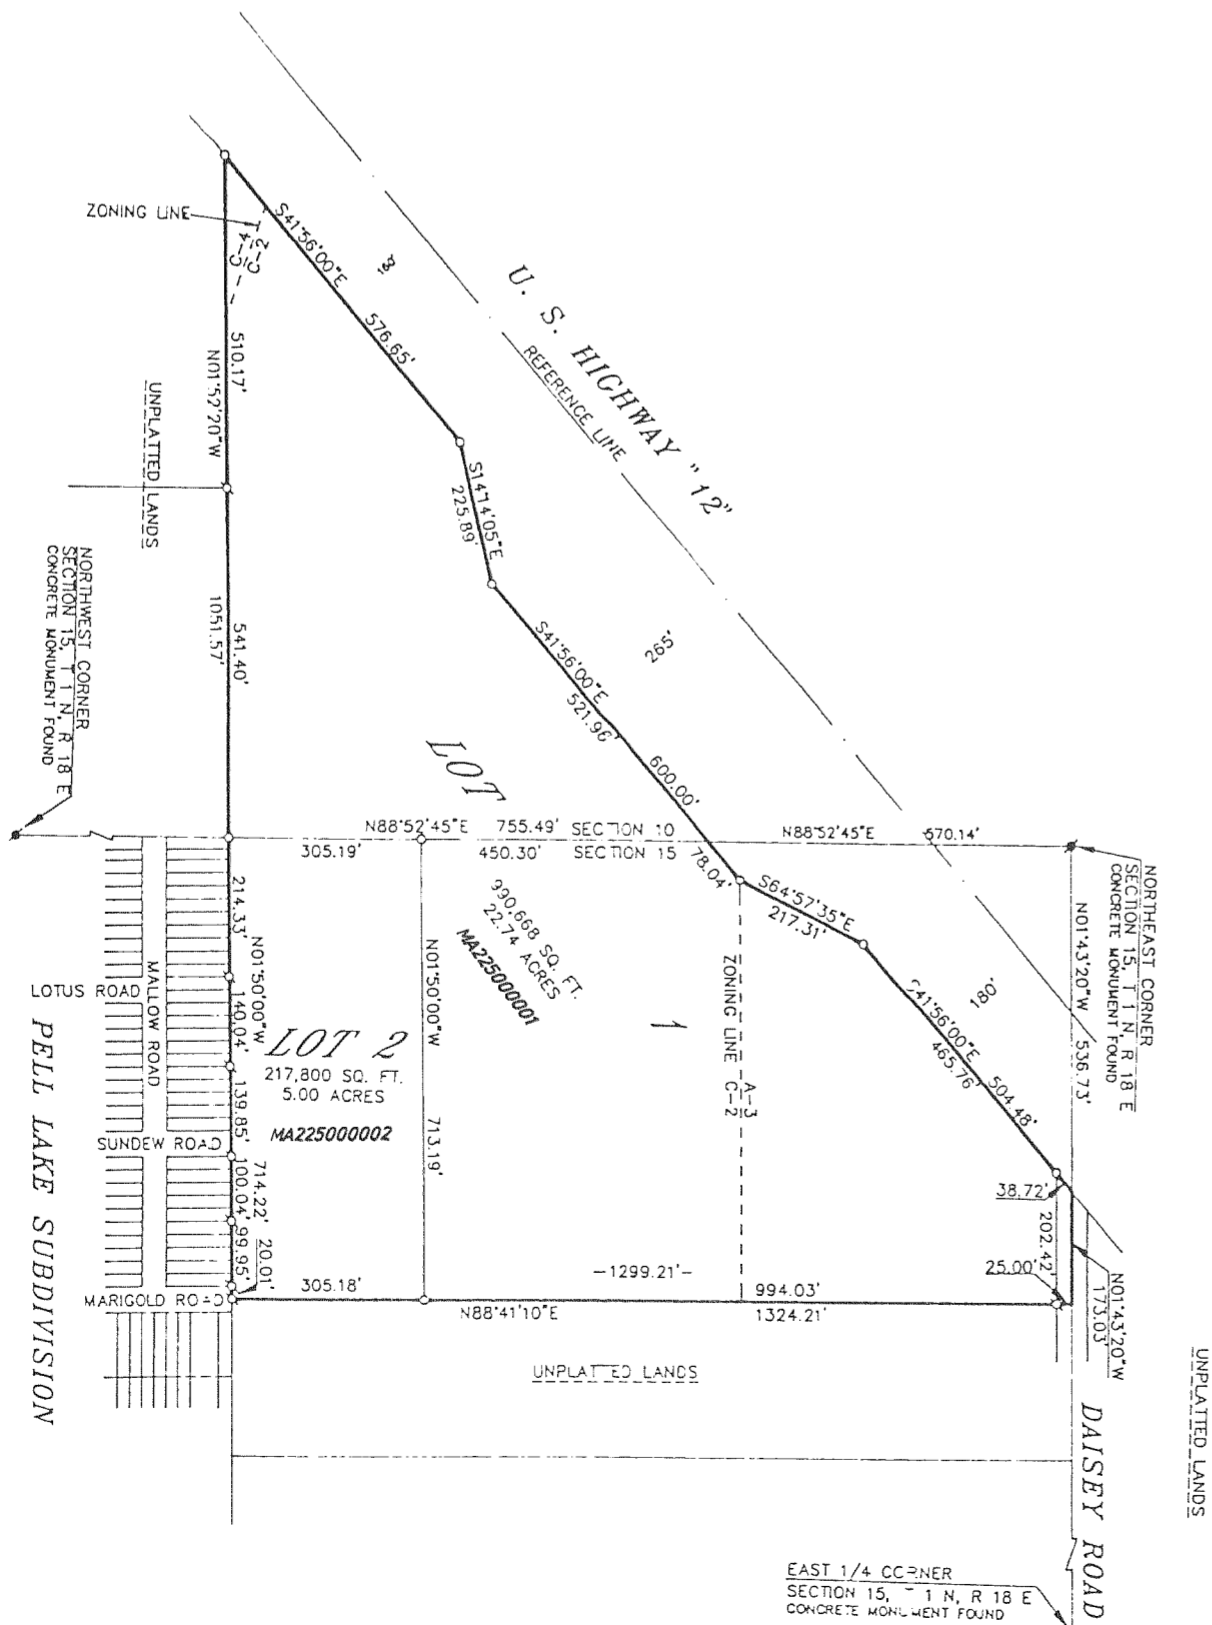 ZONING LINE
C-2
C-4
S41°56'00"E
576.65'
U. S. HIGHWAY "12"
REFERENCE LINE
510.17'
N01°52'20"W
UNPLATTED LANDS
S14°14'05"E
225.89'
265'
S41°56'00"E
521.96'
600.00'
78.04'
541.40'
1051.57'
NORTHWEST CORNER
SECTION 15, T 1 N, R 18 E
CONCRETE MONUMENT FOUND
LOT
1
N88°52'45"E 755.49' SECTION 10
305.19' 450.30' SECTION 15
N88°52'45"E 570.14'
NORTHEAST CORNER
SECTION 15, T 1 N, R 18 E
CONCRETE MONUMENT FOUND
S64°57'35"E
217.31'
N01°43'20"W 536.73'
990,668 SQ. FT.
22.74 ACRES
MA225000001
180'
214.33'
N01°50'00"W
N01°50'00"W
713.19'
ZONING LINE
A-3
C-2
S41°56'00"E
465.76'
504.48'
LOTUS ROAD
MALLOW ROAD
140.04'
LOT 2
217,800 SQ. FT.
5.00 ACRES
MA225000002
SUNDEW ROAD
139.85'
714.22'
100.04'
99.95'
20.01'
38.72'
202.42'
25.00'
N01°43'20"W
173.03'
MARIGOLD ROAD
305.18'
-1299.21'-
994.03'
N88°41'10"E
1324.21'
PELL LAKE SUBDIVISION
UNPLATTED LANDS
UNPLATTED LANDS
DAISEY ROAD
EAST 1/4 CORNER
SECTION 15, T 1 N, R 18 E
CONCRETE MONUMENT FOUND